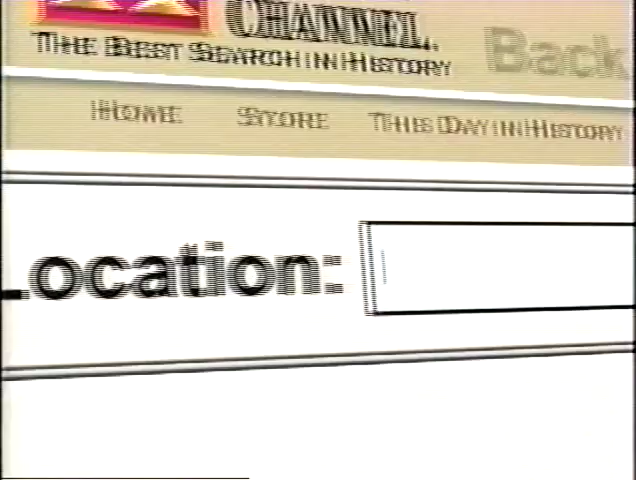 CHANNEL.
THE BEST SEARCH IN HISTORY
Back
HOME STORE THIS DAY IN HISTORY
Location: